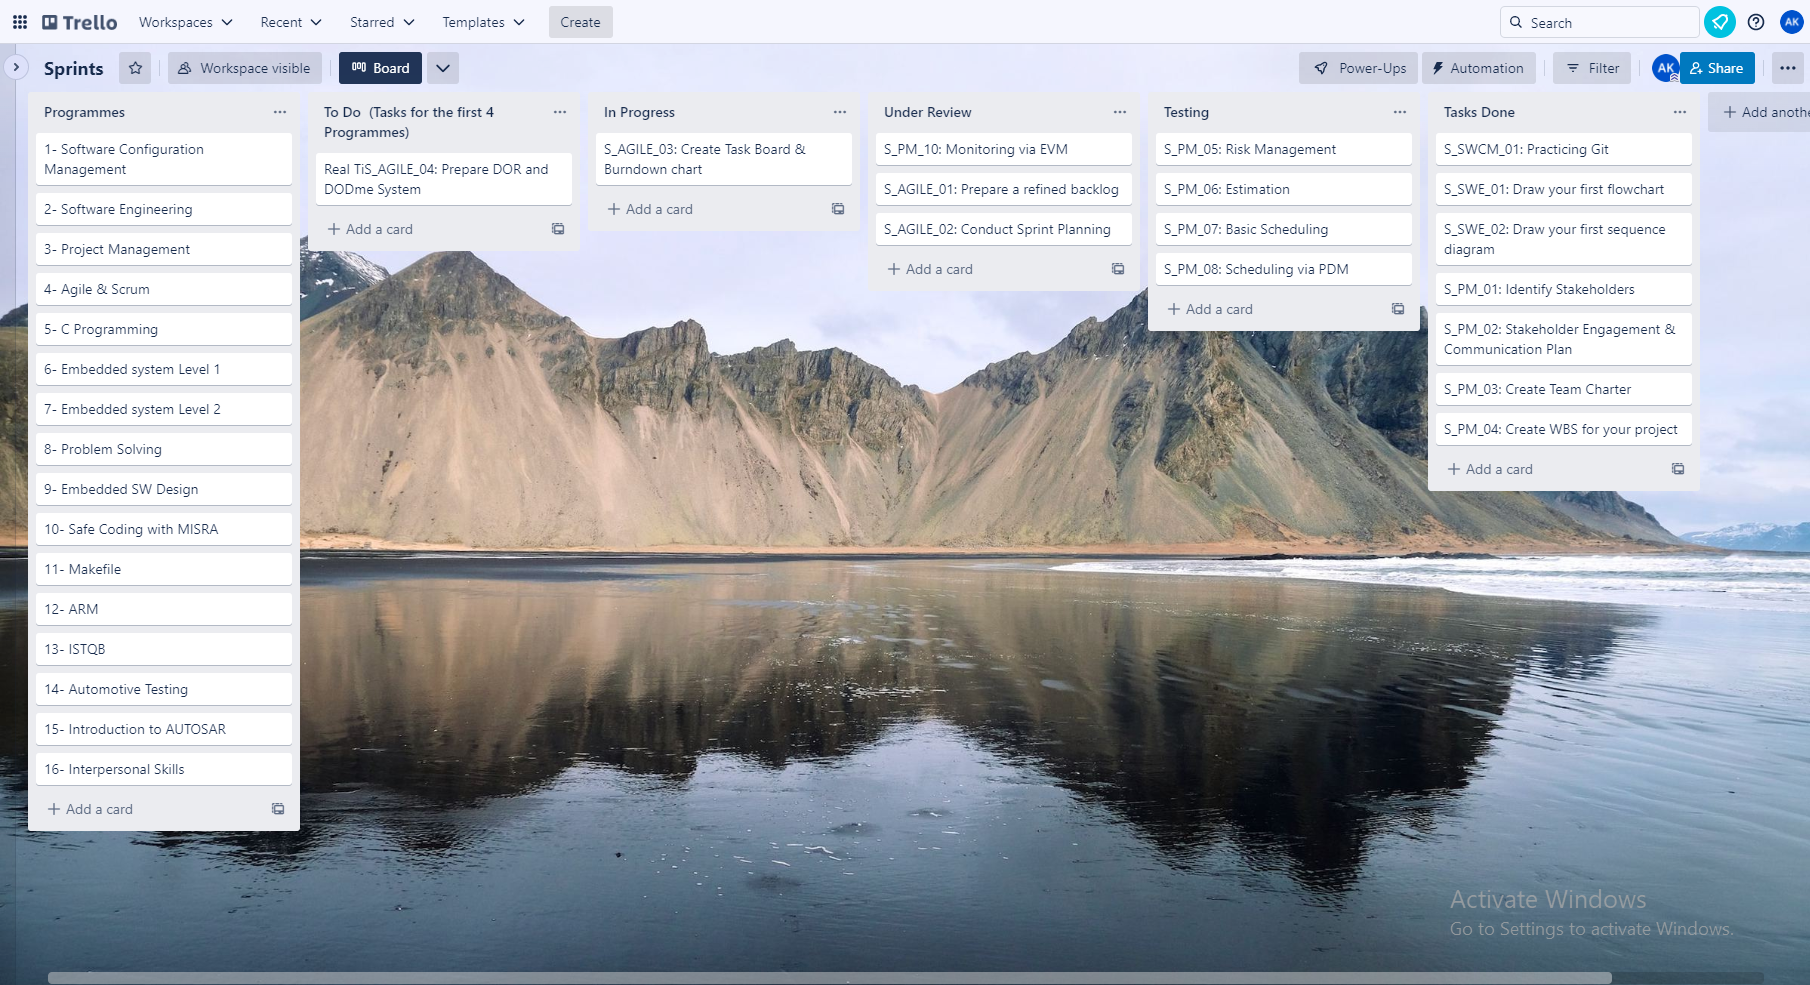 Trello
Workspaces
Recent
Starred
Templates
Create
Search
AK
Sprints
Workspace visible
Board
Power-Ups
Automation
Filter
AK
Share
Programmes
1- Software Configuration
Management
2- Software Engineering
3- Project Management
4- Agile & Scrum
5- C Programming
6- Embedded system Level 1
7- Embedded system Level 2
8- Problem Solving
9- Embedded SW Design
10- Safe Coding with MISRA
11- Makefile
12- ARM
13- ISTQB
14- Automotive Testing
15- Introduction to AUTOSAR
16- Interpersonal Skills
+ Add a card
To Do (Tasks for the first 4
Programmes)
Real TiS_AGILE_04: Prepare DOR and
DODme System
+ Add a card
In Progress
S_AGILE_03: Create Task Board &
Burndown chart
+ Add a card
Under Review
S_PM_10: Monitoring via EVM
S_AGILE_01: Prepare a refined backlog
S_AGILE_02: Conduct Sprint Planning
+ Add a card
Testing
S_PM_05: Risk Management
S_PM_06: Estimation
S_PM_07: Basic Scheduling
S_PM_08: Scheduling via PDM
+ Add a card
Tasks Done
S_SWCM_01: Practicing Git
S_SWE_01: Draw your first flowchart
S_SWE_02: Draw your first sequence
diagram
S_PM_01: Identify Stakeholders
S_PM_02: Stakeholder Engagement &
Communication Plan
S_PM_03: Create Team Charter
S_PM_04: Create WBS for your project
+ Add a card
+ Add anothe
Activate Windows
Go to Settings to activate Windows.